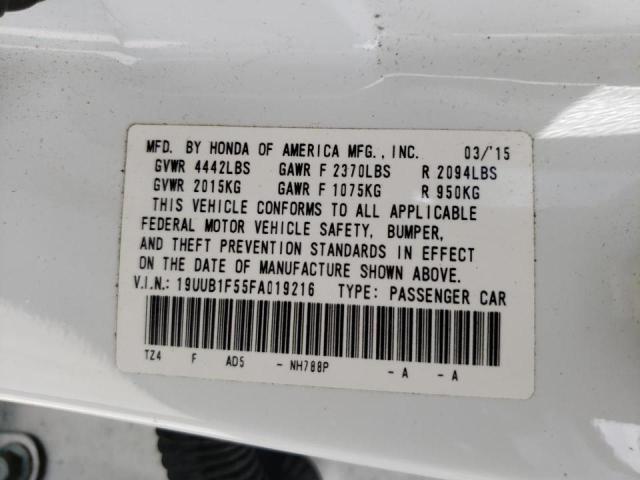 MFD. BY HONDA OF AMERICA MFG., INC. 03/'15
GVWR 4442LBS GAWR F 2370LBS R 2094LBS
GVWR 2015KG GAWR F 1075KG R 950KG
THIS VEHICLE CONFORMS TO ALL APPLICABLE
FEDERAL MOTOR VEHICLE SAFETY, BUMPER,
AND THEFT PREVENTION STANDARDS IN EFFECT
ON THE DATE OF MANUFACTURE SHOWN ABOVE.
V.I.N.: 19UUB1F55FA019216 TYPE: PASSENGER CAR
TZ4 F AD5 - NH788P - A - A